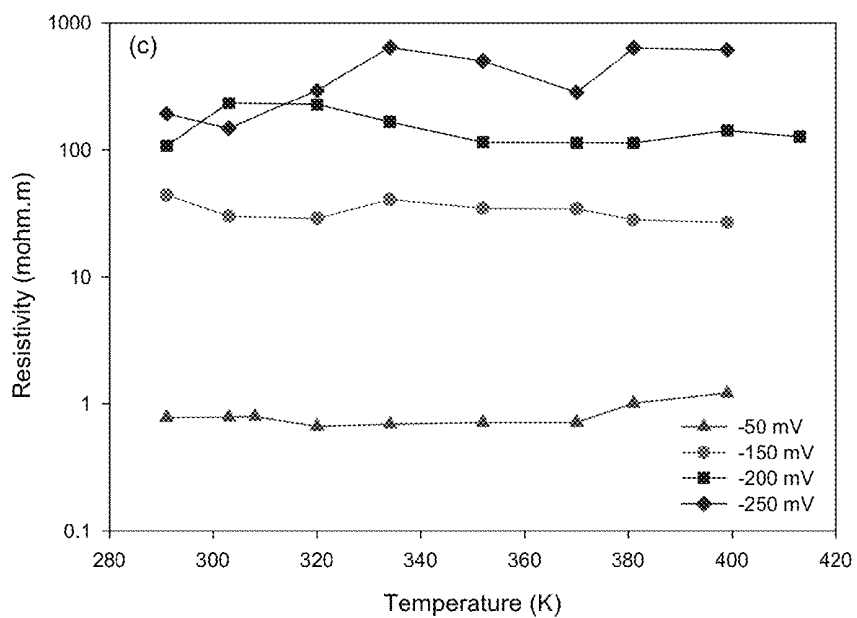 1000
(c)
100
10
1
0.1
Resistivity (mohm.m)
-50 mV
-150 mV
-200 mV
-250 mV
280 300 320 340 360 380 400 420
Temperature (K)